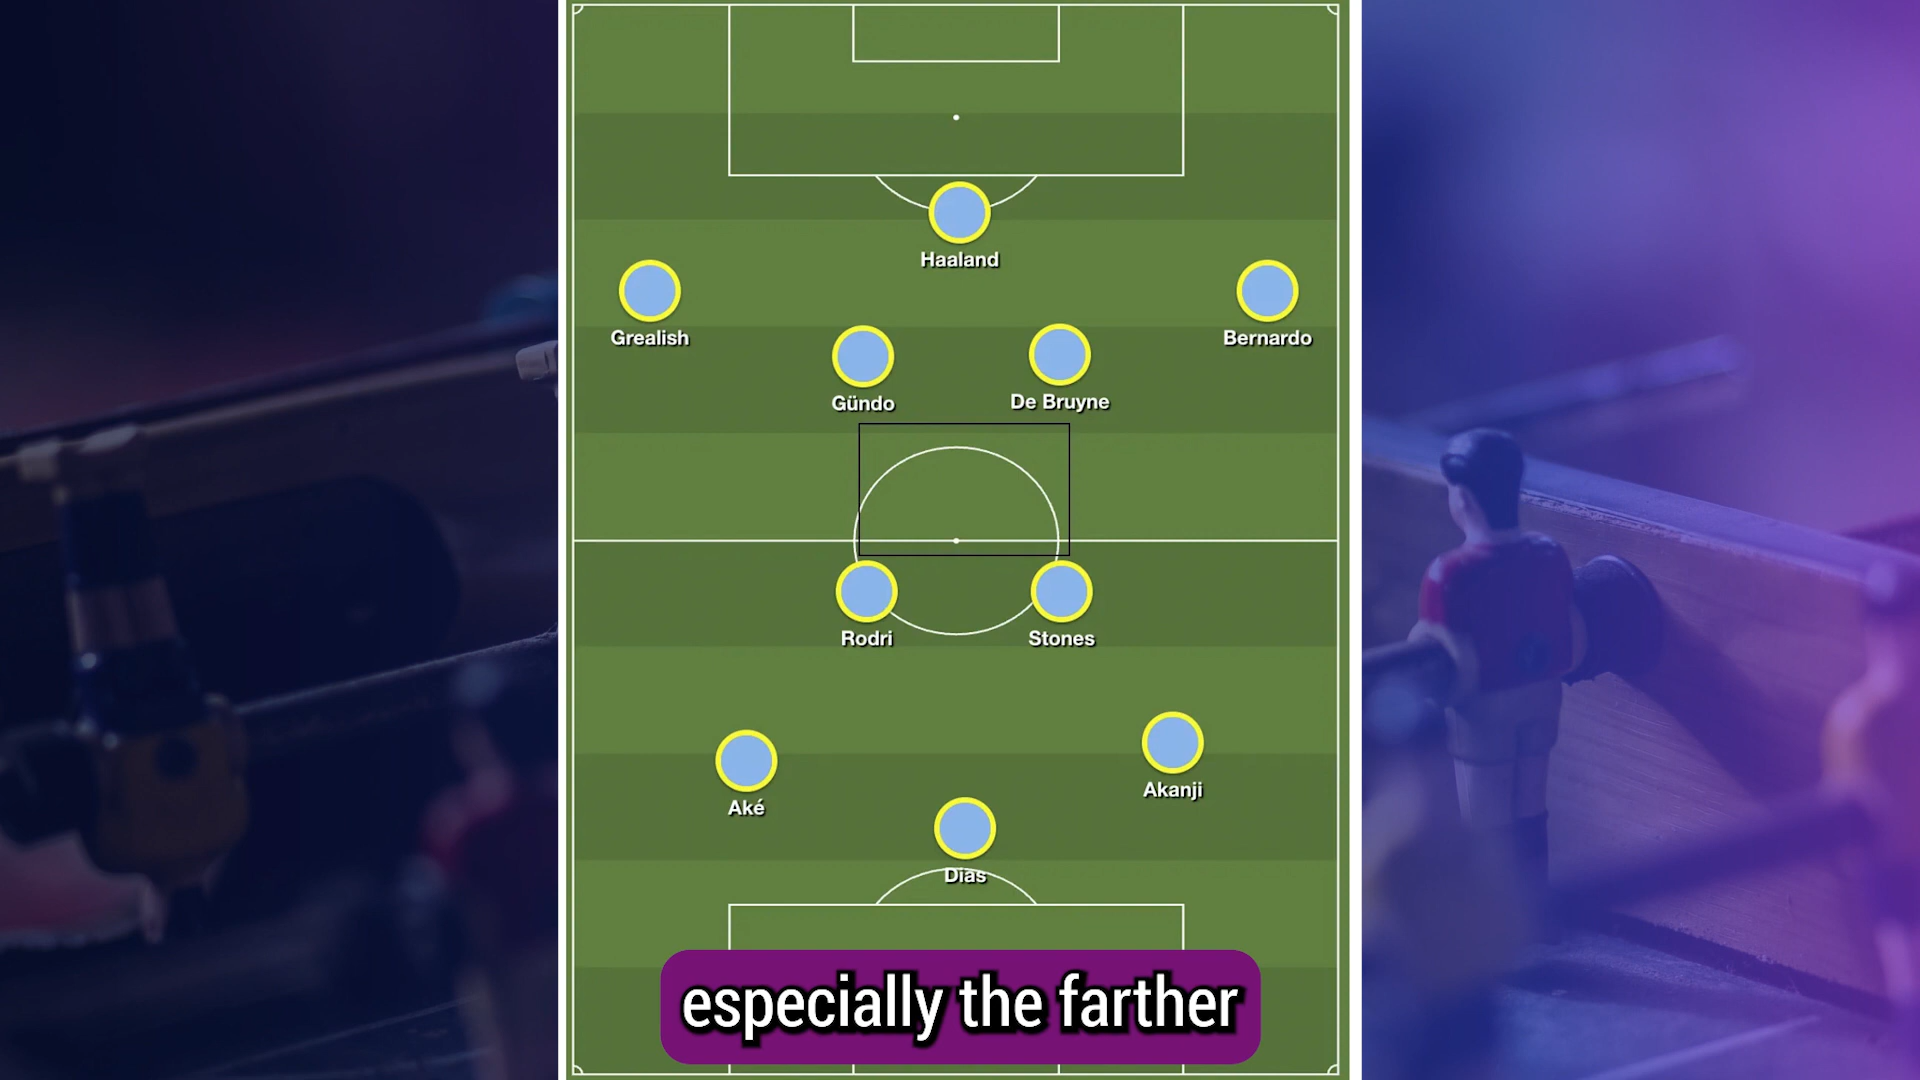 Haaland
Grealish
Bernardo
Gündo
De Bruyne
Rodri
Stones
Aké
Akanji
Dias
especially the farther